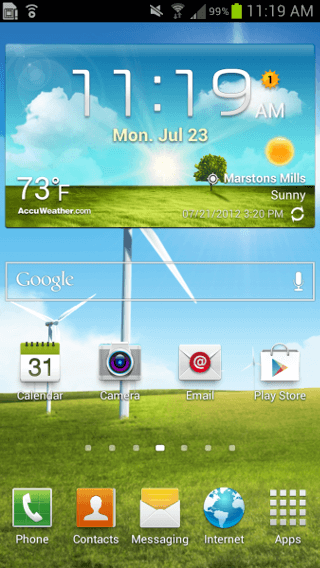 99% 11:19 AM
11:19 AM
1
Mon. Jul 23
73°F
Marstons Mills
Sunny
AccuWeather.com
07/21/2012 3:20 PM
Google
31
@
Calendar Camera Email Play Store
Phone Contacts Messaging Internet Apps